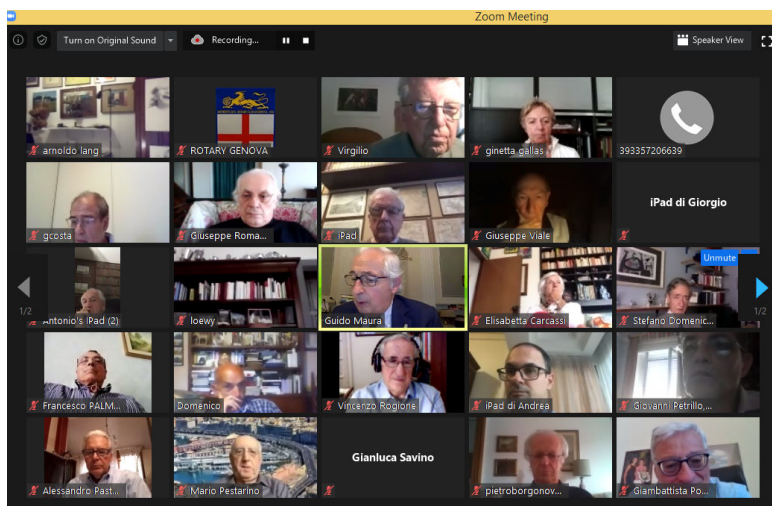 Zoom Meeting
Turn on Original Sound
Recording...
Speaker View
arnoldo lang
ROTARY GENOVA
Virgilio
ginetta gallas
393357206639
gcosta
Giuseppe Roma...
iPad
Giuseppe Viale
iPad di Giorgio
Unmute
1/2
1/2
Antonio's iPad (2)
loewy
Guido Maura
Elisabetta Carcassi
Stefano Domenic...
Francesco PALM...
Domenico
Vincenzo Rogione
iPad di Andrea
Giovanni Petrillo,...
Gianluca Savino
Alessandro Past...
Mario Pestarino
pietroborgonov...
Giambattista Po...